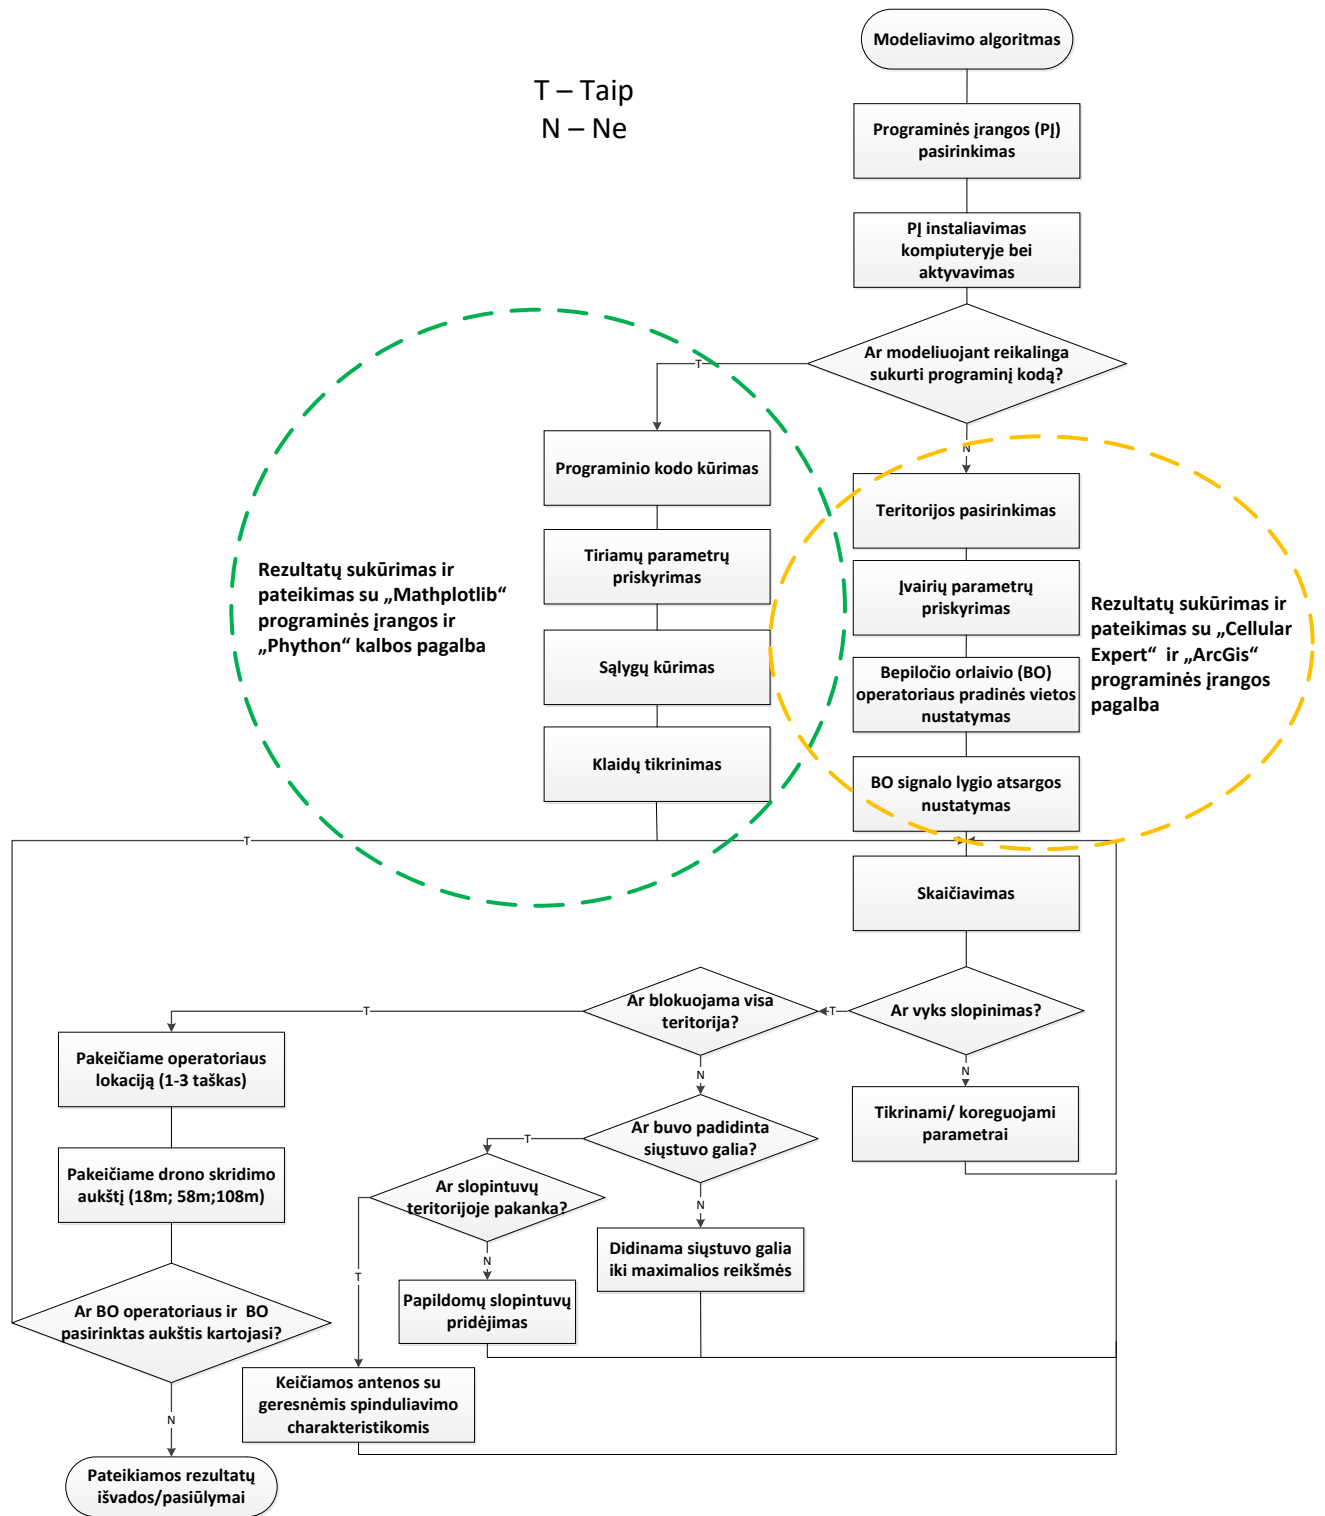 Modeliavimo algoritmas
T – Taip
N – Ne
Programinės įrangos (PĮ)
pasirinkimas
PĮ instaliavimas
kompiuteryje bei
aktyvavimas
Ar modeliuojant reikalinga
sukurti programinį kodą?
T
N
Programinio kodo kūrimas
Tiriamų parametrų
priskyrimas
Sąlygų kūrimas
Klaidų tikrinimas
Rezultatų sukūrimas ir
pateikimas su „Mathplotlib“
programinės įrangos ir
„Phython“ kalbos pagalba
Teritorijos pasirinkimas
Įvairių parametrų
priskyrimas
Bepiločio orlaivio (BO)
operatoriaus pradinės vietos
nustatymas
BO signalo lygio atsargos
nustatymas
Rezultatų sukūrimas ir
pateikimas su „Cellular
Expert“ ir „ArcGis“
programinės įrangos
pagalba
T
Skaičiavimas
Ar vyks slopinimas?
T
N
Tikrinami/ koreguojami
parametrai
Ar blokuojama visa
teritorija?
T
N
Pakeičiame operatoriaus
lokaciją (1-3 taškas)
Pakeičiame drono skridimo
aukštį (18m; 58m;108m)
Ar BO operatoriaus ir BO
pasirinktas aukštis kartojasi?
N
Pateikiamos rezultatų
išvados/pasiūlymai
Ar buvo padidinta
siųstuvo galia?
T
N
Didinama siųstuvo galia
iki maximalios reikšmės
Ar slopintuvų
teritorijoje pakanka?
T
N
Papildomų slopintuvų
pridėjimas
Keičiamos antenos su
geresnėmis spinduliavimo
charakteristikomis